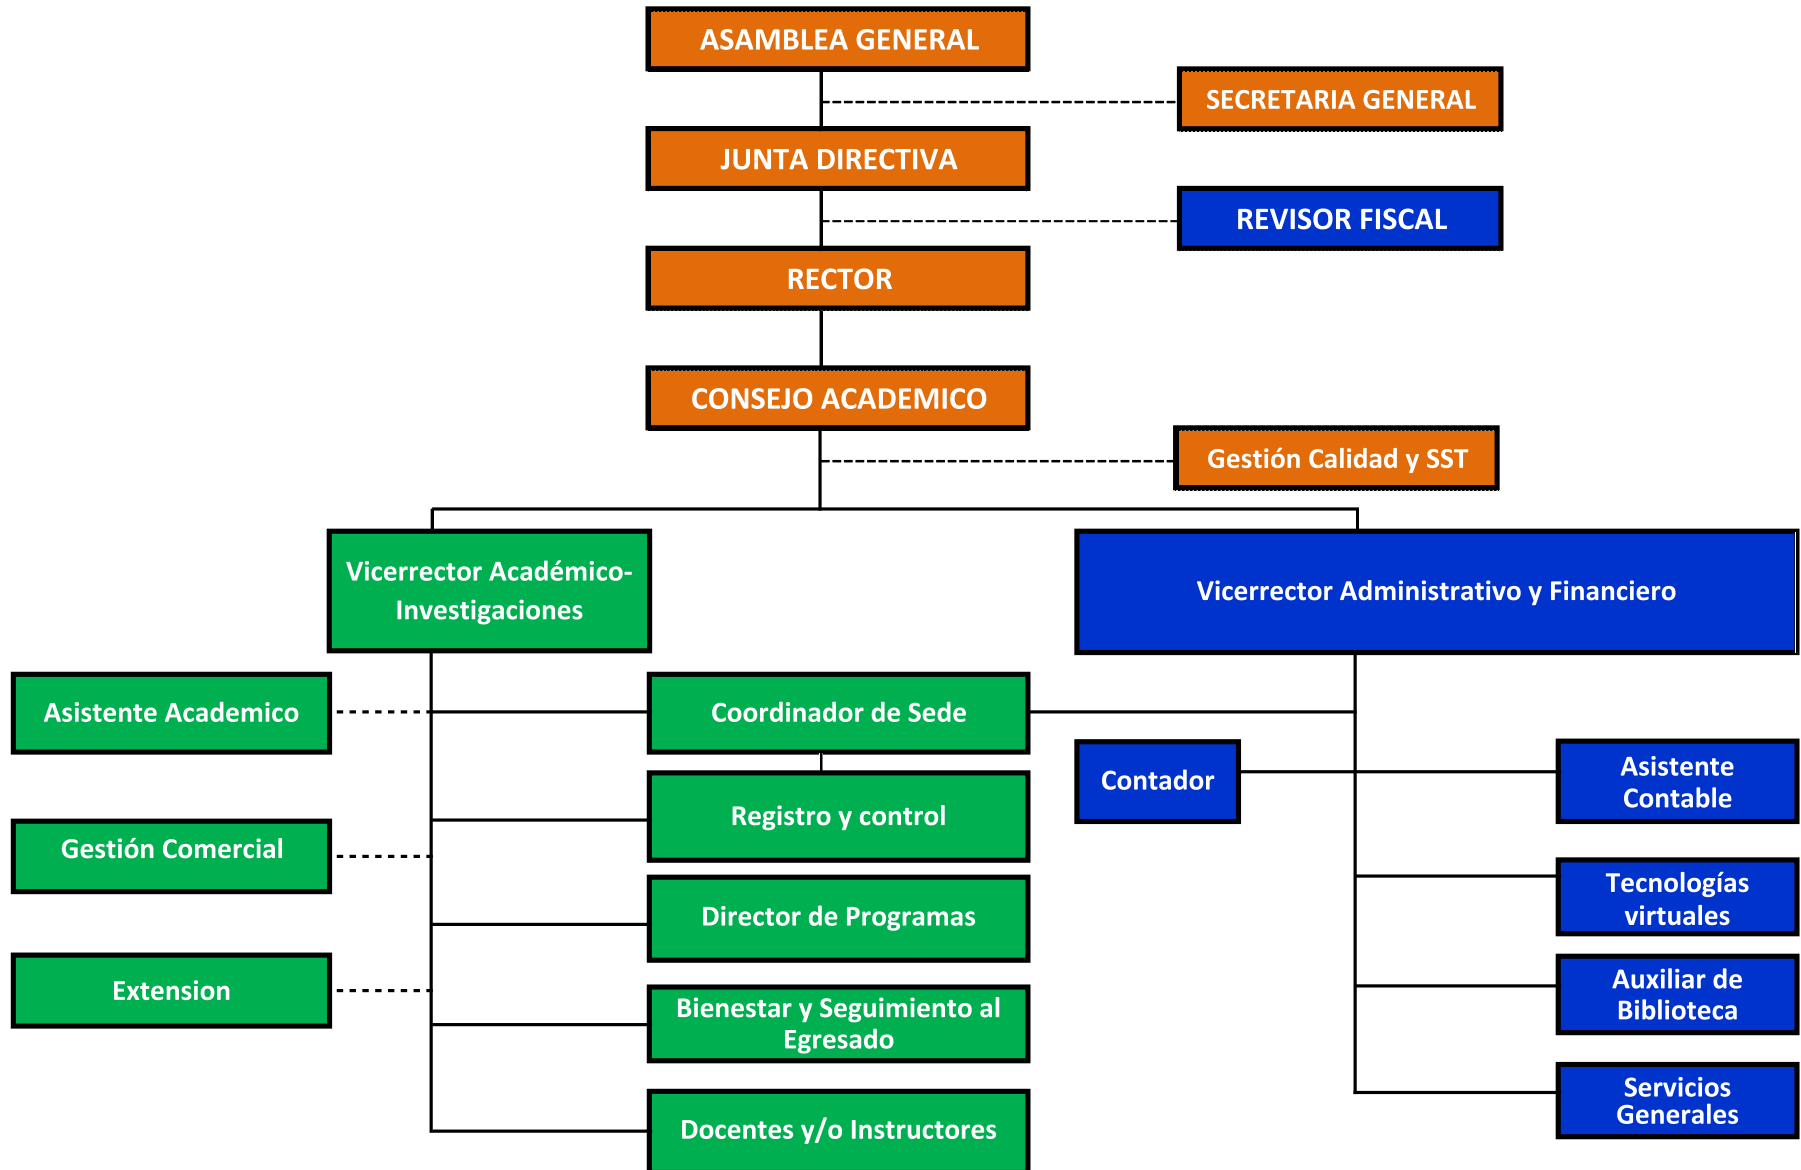 ASAMBLEA GENERAL
SECRETARIA GENERAL
JUNTA DIRECTIVA
REVISOR FISCAL
RECTOR
CONSEJO ACADEMICO
Gestión Calidad y SST
Vicerrector Académico-
Investigaciones
Vicerrector Administrativo y Financiero
Asistente Academico
Coordinador de Sede
Contador
Asistente
Contable
Registro y control
Gestión Comercial
Tecnologías
virtuales
Director de Programas
Extension
Auxiliar de
Biblioteca
Bienestar y Seguimiento al
Egresado
Servicios
Generales
Docentes y/o Instructores